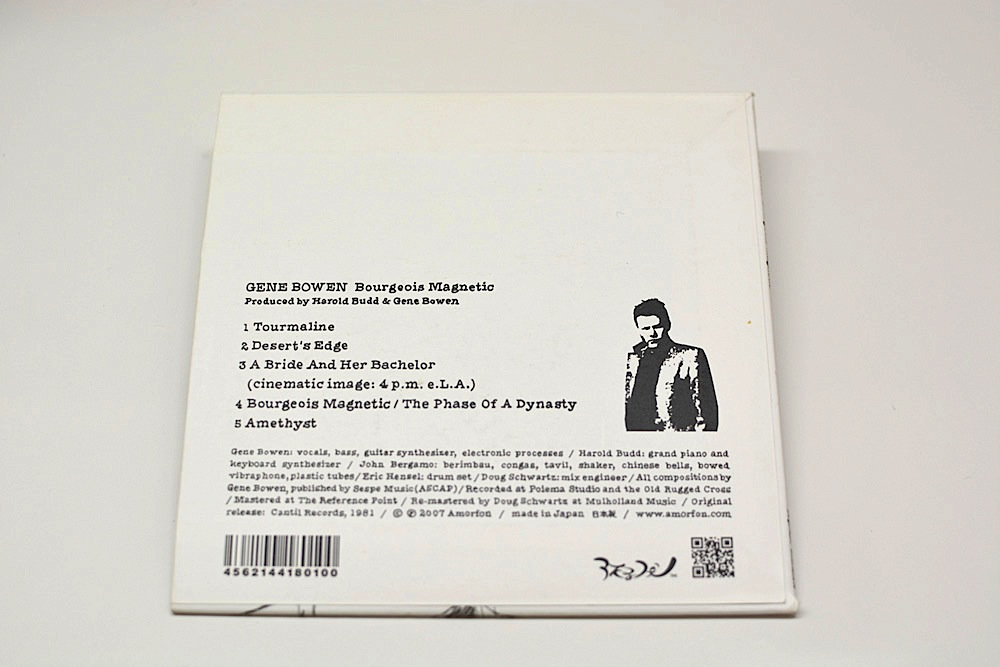 GENE BOWEN Bourgeois Magnetic
Produced by Harold Budd & Gene Bowen
1 Tourmaline
2 Desert's Edge
3 A Bride And Her Bachelor
(cinematic image: 4 p.m. e.L.A.)
4 Bourgeois Magnetic / The Phase Of A Dynasty
5 Amethyst
Gene Bowen: vocals, bass, guitar synthesizer, electronic processes / Harold Budd: grand piano and
keyboard synthesizer / John Bergamo: berimbau, congas, tavil, shaker, chinese bells, bowed
vibraphone, plastic tubes / Eric Hensel: drum set / Doug Schwartz: mix engineer / All compositions by
Gene Bowen, published by Sespe Music (ASCAP) / Recorded at Polema Studio and the Old Rugged Cross
/ Mastered at The Reference Point / Re-mastered by Doug Schwartz at Mulholland Music / Original
release: Cantil Records, 1981 / © ℗ 2007 Amorfon / made in Japan 日本製 / www.amorfon.com
4562144180100